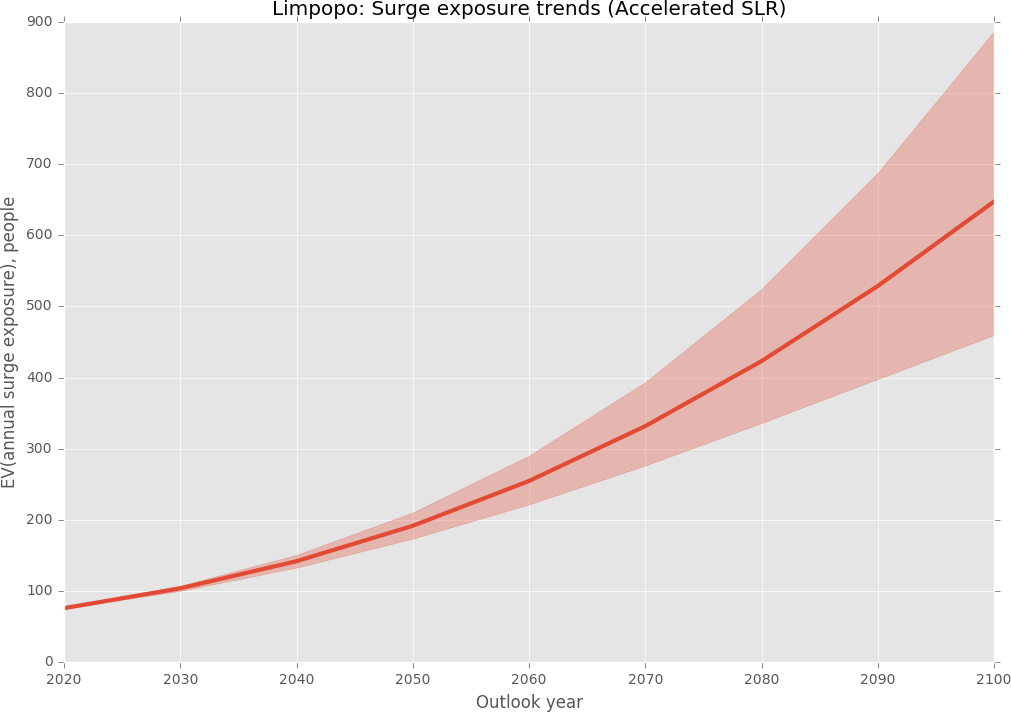 Limpopo: Surge exposure trends (Accelerated SLR)
EV(annual surge exposure), people
900
800
700
600
500
400
300
200
100
0
2020 2030 2040 2050 2060 2070 2080 2090 2100
Outlook year